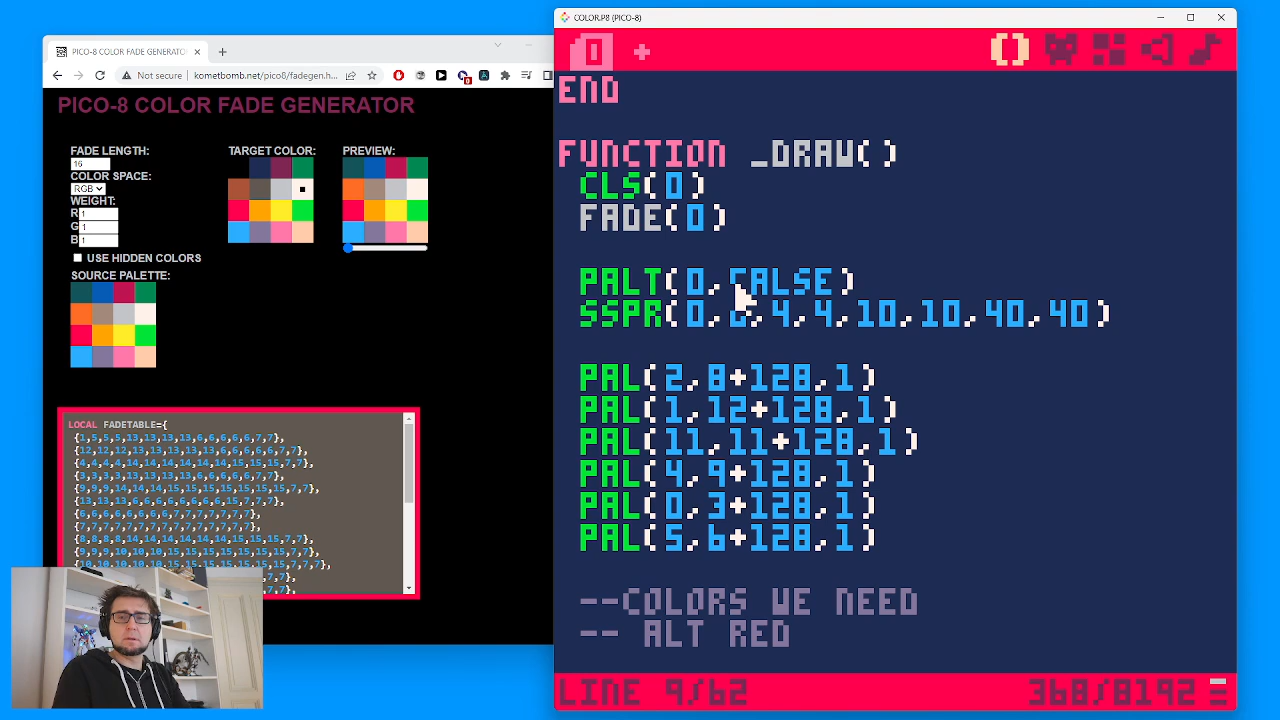 PICO-8 COLOR FADE GENERATO
Not secure kometbomb.net/pico8/fadegen.h
PICO-8 COLOR FADE GENERATOR
FADE LENGTH:
16
COLOR SPACE:
RGB
WEIGHT:
R 1
G 1
B 1
USE HIDDEN COLORS
SOURCE PALETTE:
TARGET COLOR:
PREVIEW:
LOCAL FADETABLE={
{1,5,5,5,13,13,13,13,6,6,6,6,6,7,7},
{12,12,12,13,13,13,13,13,6,6,6,6,6,7,7},
{4,4,4,4,14,14,14,14,14,14,15,15,15,7,7},
{3,3,3,3,13,13,13,13,6,6,6,6,6,7,7},
{9,9,9,14,14,14,15,15,15,15,15,15,15,7,7},
{13,13,13,6,6,6,6,6,6,6,6,15,7,7,7},
{6,6,6,6,6,6,6,6,7,7,7,7,7,7,7},
{7,7,7,7,7,7,7,7,7,7,7,7,7,7,7},
{8,8,8,8,14,14,14,14,14,14,15,15,15,7,7},
{9,9,9,10,10,10,15,15,15,15,15,15,15,7,7},
COLOR.P8 (PICO-8)
0 +
END
FUNCTION _DRAW()
CLS(0)
FADE(0)
PALT(0,FALSE)
SSPR(0,0,4,4,10,10,40,40)
PAL(2,8+128,1)
PAL(1,12+128,1)
PAL(11,11+128,1)
PAL(4,9+128,1)
PAL(0,3+128,1)
PAL(5,6+128,1)
--COLORS WE NEED
-- ALT RED
LINE 9/62
368/8192